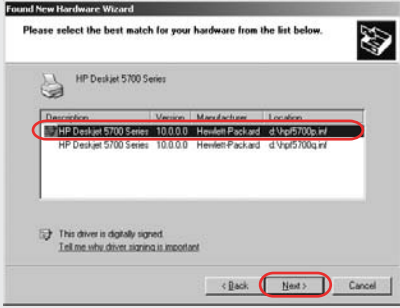 Found New Hardware Wizard
Please select the best match for your hardware from the list below.
HP Deskjet 5700 Series
Description Version Manufacturer Location
HP Deskjet 5700 Series 10.0.0.0 Hewlett-Packard d:\hpf5700p.inf
HP Deskjet 5700 Series 10.0.0.0 Hewlett-Packard d:\hpf5700q.inf
This driver is digitally signed.
Tell me why driver signing is important
< Back Next > Cancel